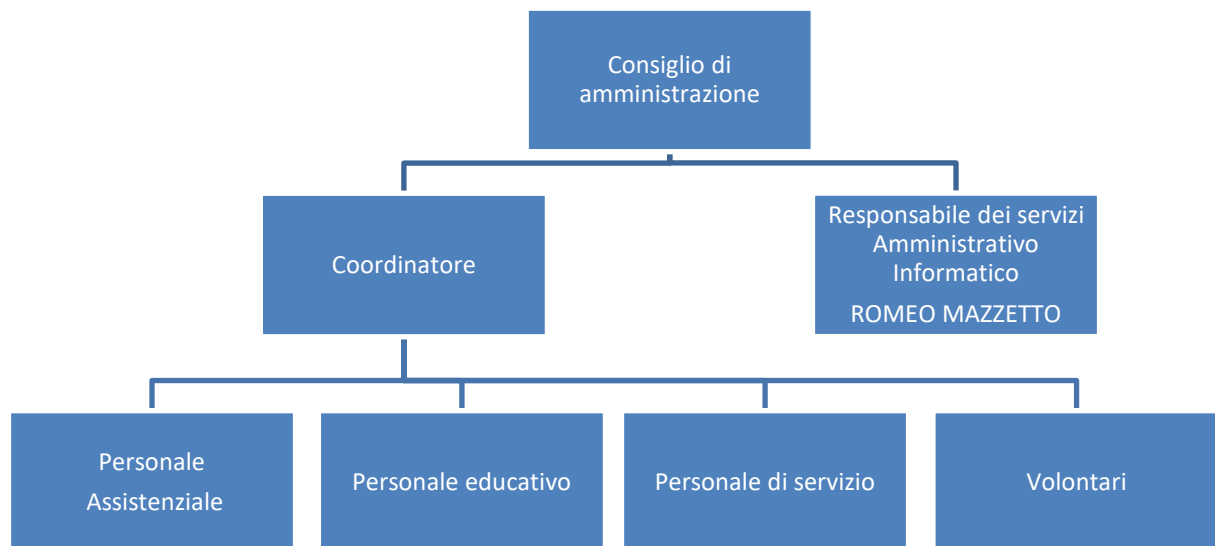 Consiglio di
amministrazione
Coordinatore
Responsabile dei servizi
Amministrativo
Informatico
ROMEO MAZZETTO
Personale
Assistenziale
Personale educativo
Personale di servizio
Volontari